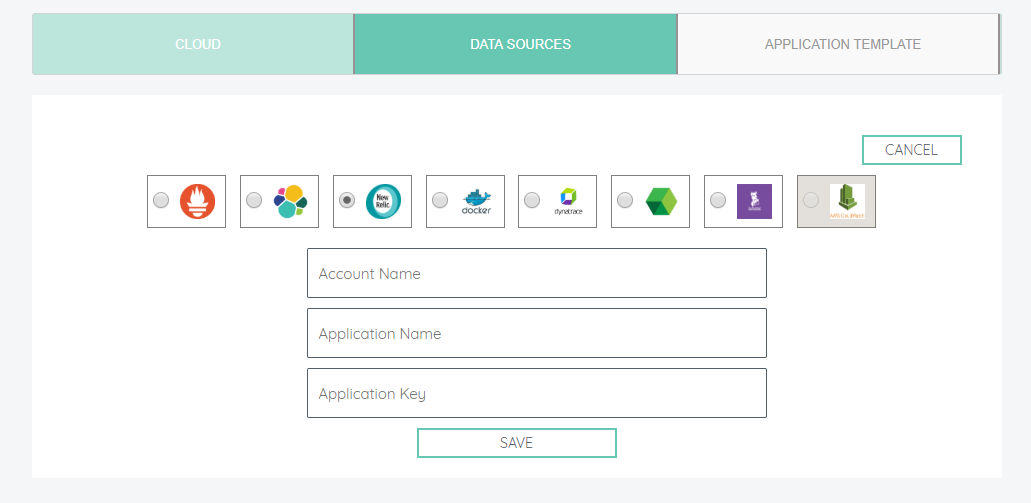 CLOUD
DATA SOURCES
APPLICATION TEMPLATE
CANCEL
New
Relic
docker
dynatrace
AWS CloudWatch
Account Name
Application Name
Application Key
SAVE